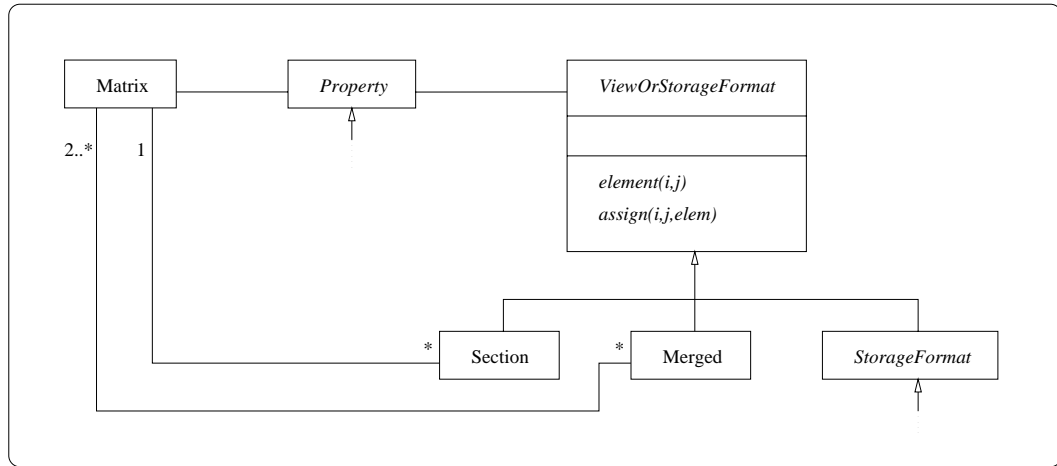 Matrix
Property
ViewOrStorageFormat
2..*
1
element(i,j)
assign(i,j,elem)
*
Section
*
Merged
StorageFormat